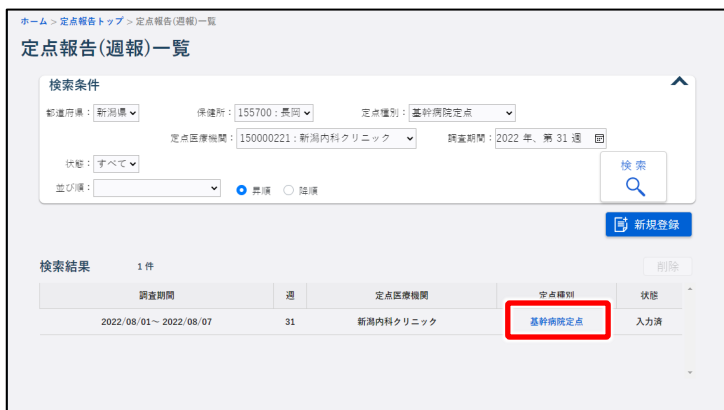 ホーム > 定点報告トップ > 定点報告(週報)一覧
定点報告(週報)一覧
検索条件
都道府県： 新潟県 保健所： 155700：長岡 定点種別： 基幹病院定点
定点医療機関： 150000221：新潟内科クリニック 調査期間： 2022 年、第 31 週
状態： すべて
並び順： 昇順 降順
検索
新規登録
検索結果 1 件 削除
調査期間 週 定点医療機関 定点種別 状態
2022/08/01～ 2022/08/07 31 新潟内科クリニック 基幹病院定点 入力済